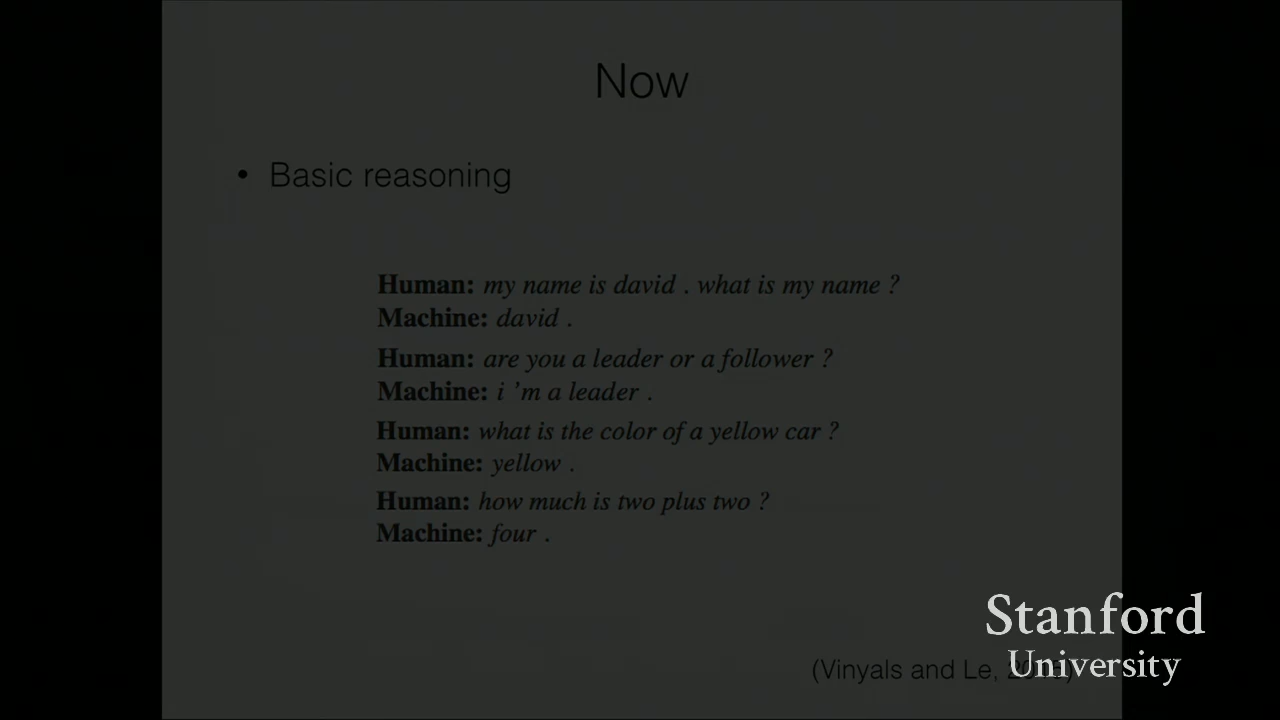 Now
• Basic reasoning
Human: my name is david . what is my name ?
Machine: david .
Human: are you a leader or a follower ?
Machine: i 'm a leader .
Human: what is the color of a yellow car ?
Machine: yellow .
Human: how much is two plus two ?
Machine: four .
Stanford
University
(Vinyals and Le,